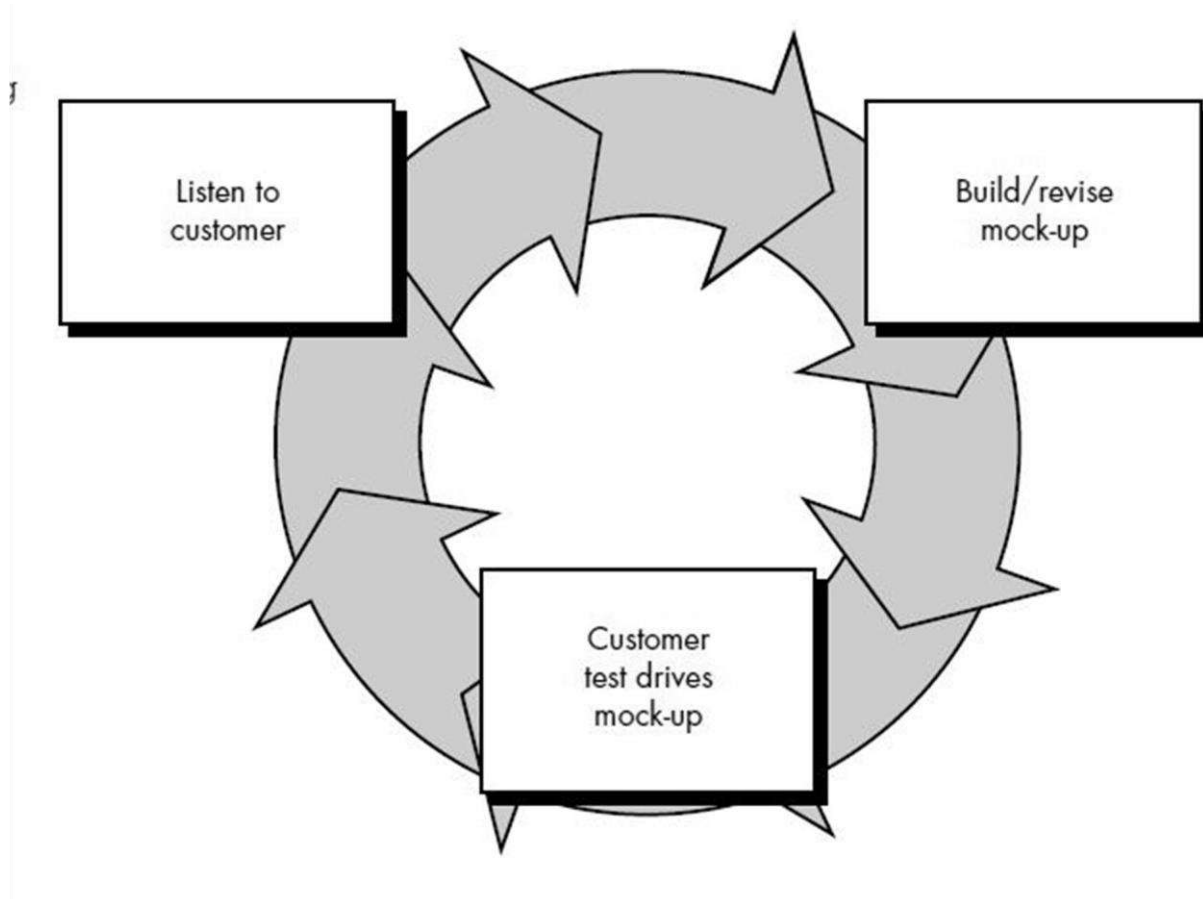 g
Listen to
customer
Build/revise
mock-up
Customer
test drives
mock-up